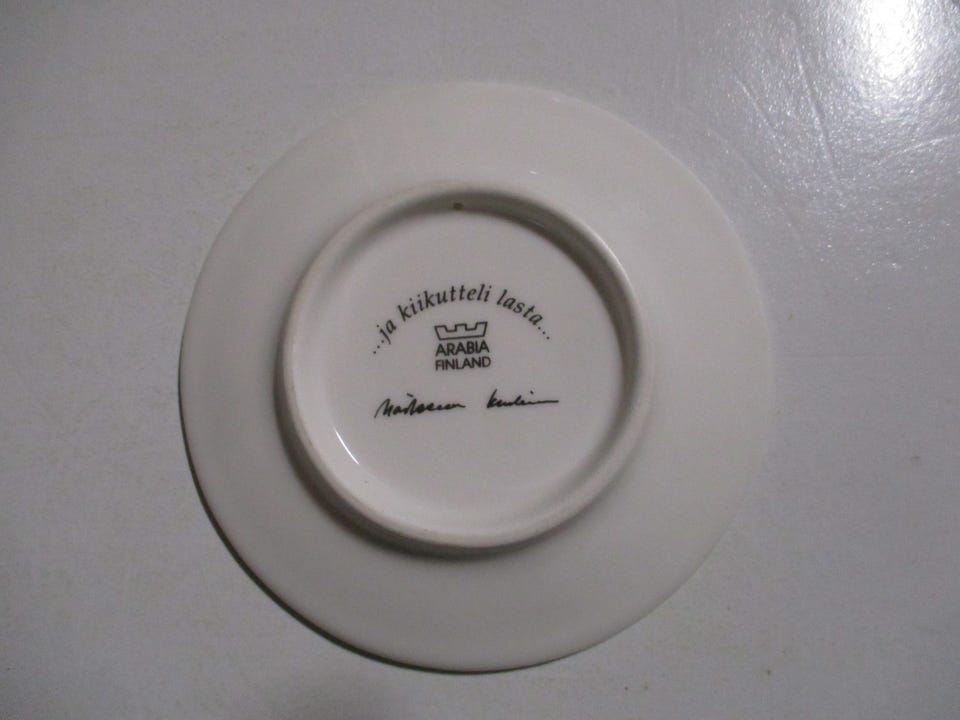 ...ja kiikutteli lasta...
ARABIA
FINLAND